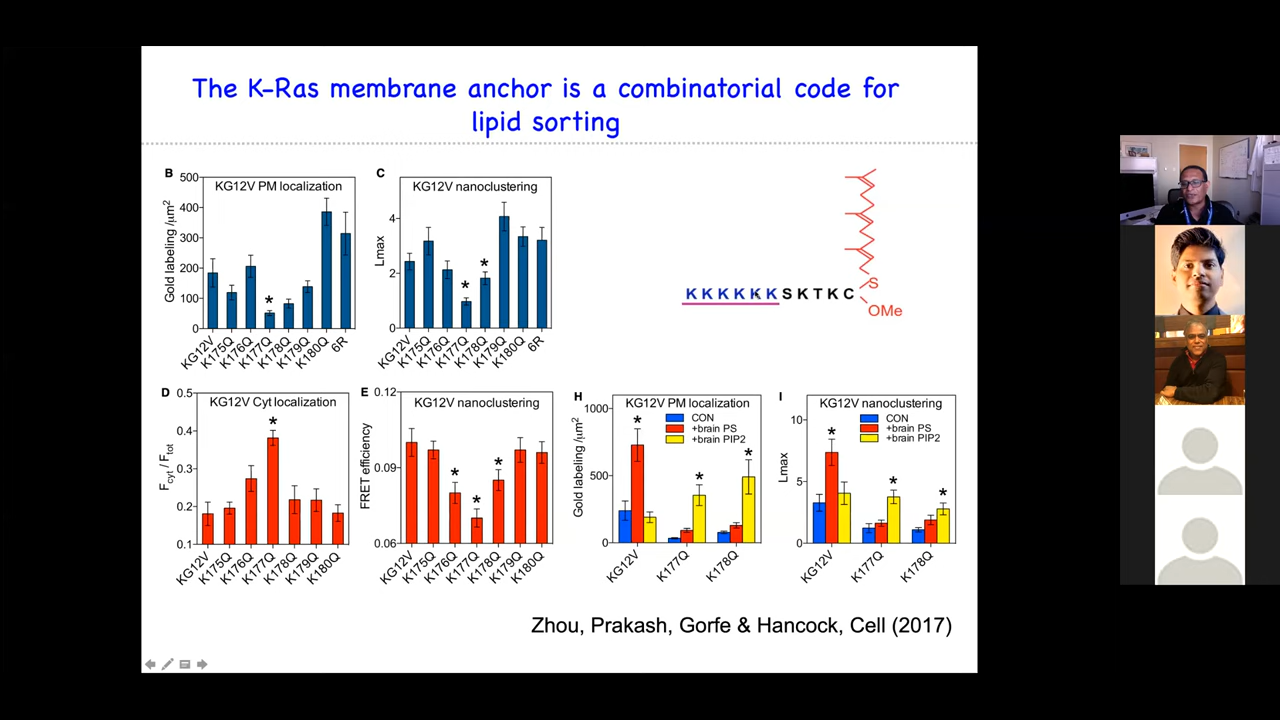 The K-Ras membrane anchor is a combinatorial code for
lipid sorting
B
KG12V PM localization
Gold labeling /μm2
500
400
300
200
100
0
*
KG12V
K175Q
K176Q
K177Q
K178Q
K179Q
K180Q
6R
C
KG12V nanoclustering
Lmax
4
2
0
*
*
KG12V
K175Q
K176Q
K177Q
K178Q
K179Q
K180Q
6R
S
KKKKKKSKTKC
OMe
D
KG12V Cyt localization
Fcyt / Ftot
0.5
0.4
0.3
0.2
0.1
*
KG12V
K175Q
K176Q
K177Q
K178Q
K179Q
K180Q
E
KG12V nanoclustering
FRET efficiency
0.12
0.09
0.06
*
*
*
KG12V
K175Q
K176Q
K177Q
K178Q
K179Q
K180Q
H
KG12V PM localization
CON
+brain PS
+brain PIP2
Gold labeling /μm2
1000
500
0
*
*
*
KG12V
K177Q
K178Q
I
KG12V nanoclustering
CON
+brain PS
+brain PIP2
Lmax
10
5
0
*
*
*
KG12V
K177Q
K178Q
Zhou, Prakash, Gorfe & Hancock, Cell (2017)